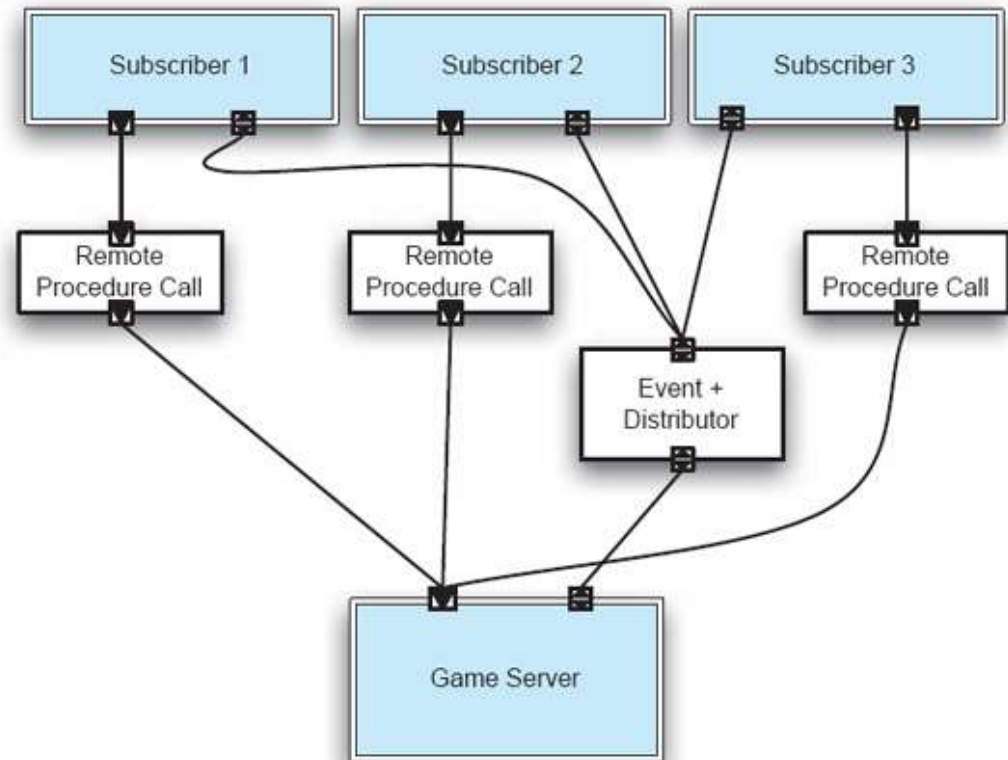 Subscriber 1
Subscriber 2
Subscriber 3
Remote
Procedure Call
Remote
Procedure Call
Remote
Procedure Call
Event +
Distributor
Game Server